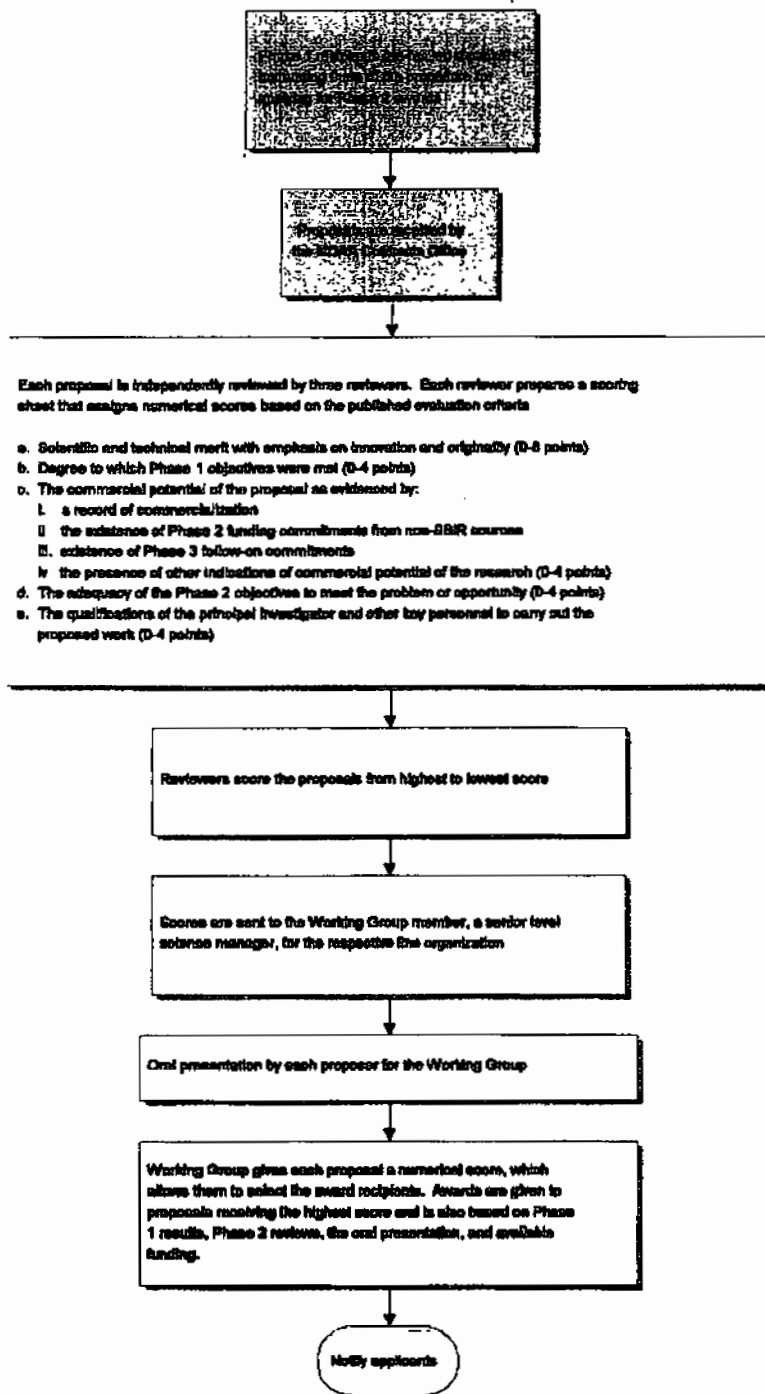 Proposals are received by
the Office
Each proposal is independently reviewed by three reviewers. Each reviewer prepares a scoring
sheet that assigns numerical scores based on the published evaluation criteria
a. Scientific and technical merit with emphasis on innovation and originality (0-6 points)
b. Degree to which Phase 1 objectives were met (0-4 points)
c. The commercial potential of the proposal as evidenced by:
i. a record of commercialization
ii the existence of Phase 2 funding commitments from non-SBIR sources
iii. existence of Phase 3 follow-on commitments
iv the presence of other indications of commercial potential of the research (0-4 points)
d. The adequacy of the Phase 2 objectives to meet the problem or opportunity (0-4 points)
e. The qualifications of the principal investigator and other key personnel to carry out the
proposed work (0-4 points)
Reviewers score the proposals from highest to lowest score
Scores are sent to the Working Group member, a senior level
science manager, for the respective line organization
Oral presentation by each proposer for the Working Group
Working Group gives each proposal a numerical score, which
allows them to select the award recipients. Awards are given to
proposals receiving the highest score and is also based on Phase
1 results, Phase 2 reviews, the oral presentation, and available
funding.
Notify applicants